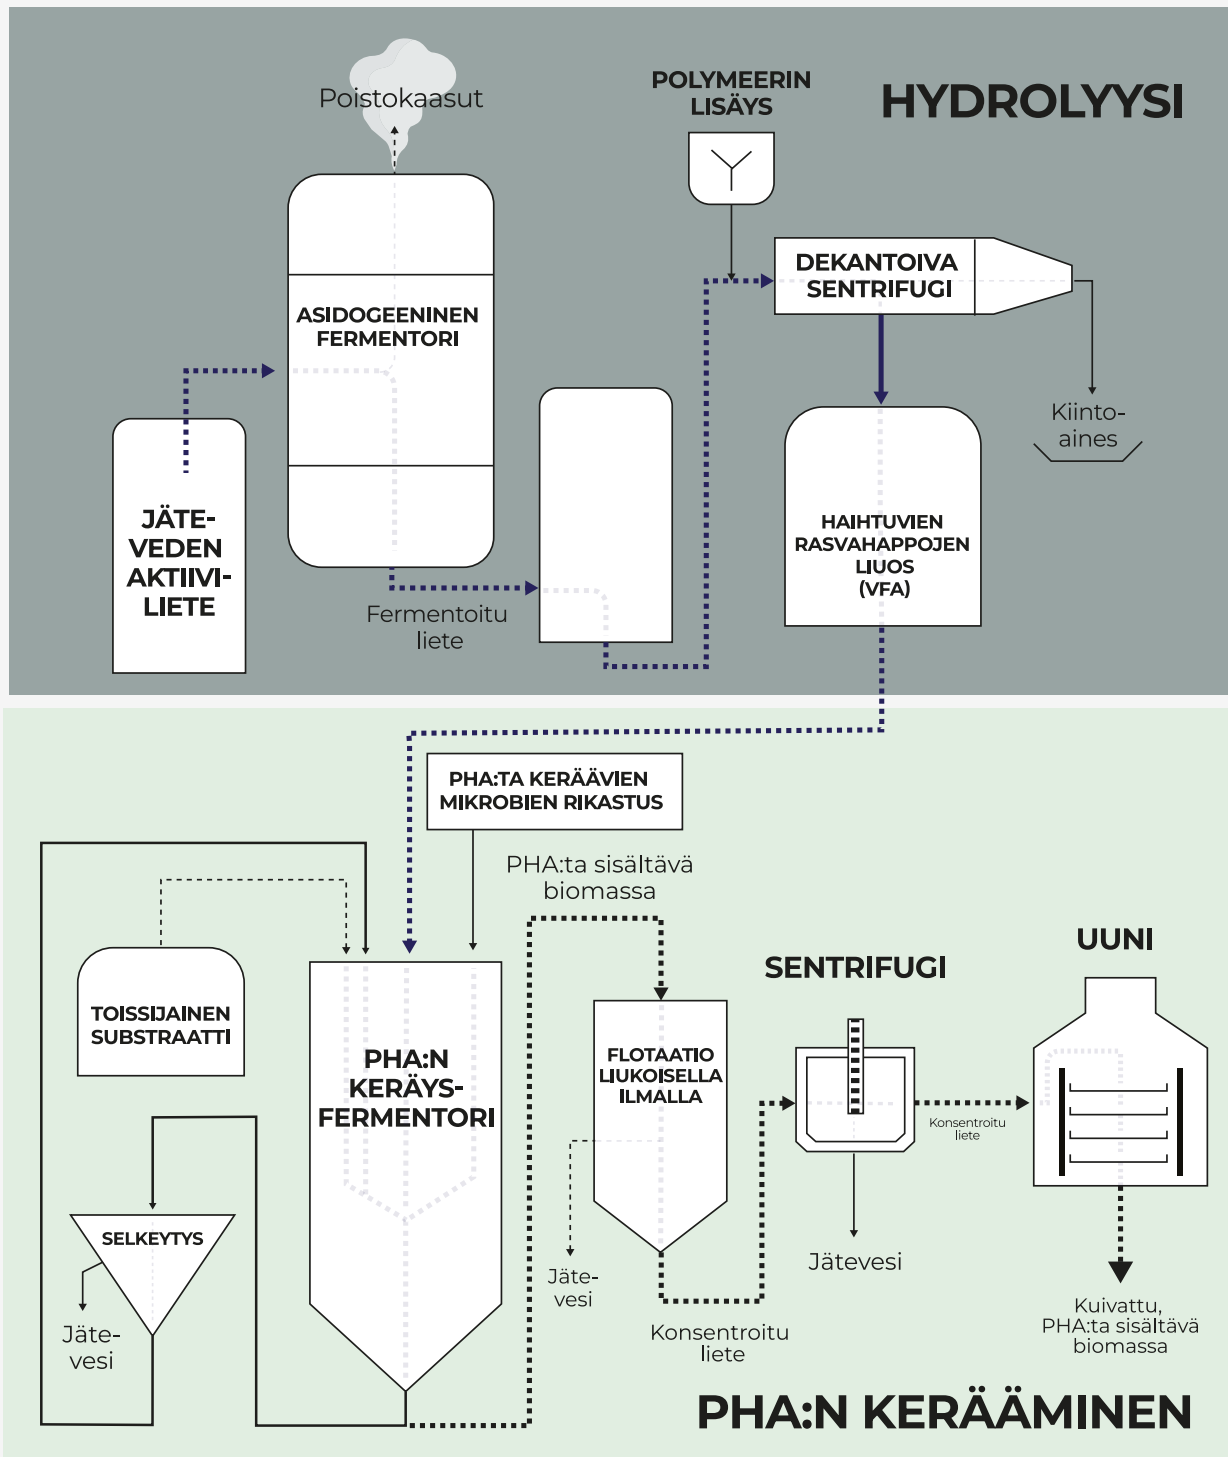 Poistokaasut
POLYMEERIN
LISÄYS
HYDROLYYSI
DEKANTOIVA
SENTRIFUGI
ASIDOGEENINEN
FERMENTORI
Kiinto-
aines
JÄTE-
VEDEN
AKTIIVI-
LIETE
HAIHTUVIEN
RASVAHAPPOJEN
LIUOS
(VFA)
Fermentoitu
liete
PHA:TA KERÄÄVIEN
MIKROBIEN RIKASTUS
PHA:ta sisältävä
biomassa
UUNI
SENTRIFUGI
TOISSIJAINEN
SUBSTRAATTI
PHA:N
KERÄYS-
FERMENTORI
FLOTAATIO
LIUKOISELLA
ILMALLA
Konsentroitu
liete
SELKEYTYS
Jäte-
vesi
Jäte-
vesi
Jätevesi
Konsentroitu
liete
Kuivattu,
PHA:ta sisältävä
biomassa
PHA:N KERÄÄMINEN